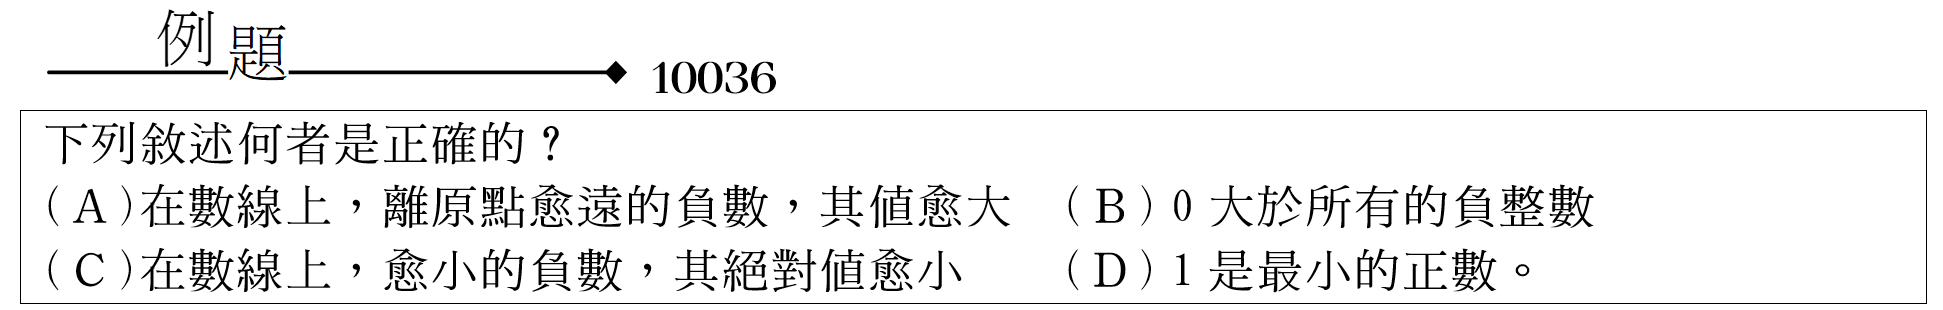 例題 10036
下列敘述何者是正確的？
（A）在數線上，離原點愈遠的負數，其值愈大 （B）0 大於所有的負整數
（C）在數線上，愈小的負數，其絕對值愈小 （D）1 是最小的正數。